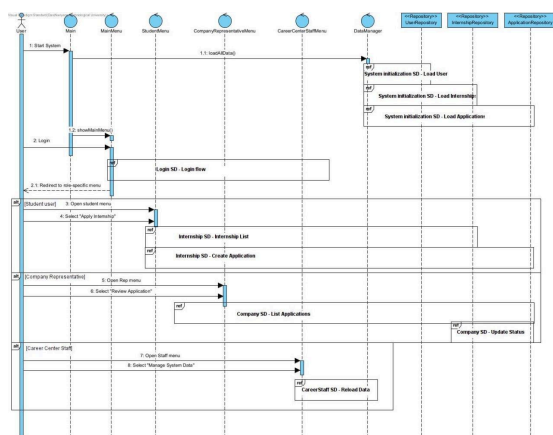 <<Repository>>
<<Repository>>
<<Repository>>
User
Main
MainMenu
StudentMenu
CompanyRepresentativeMenu
CareerCenterStaffMenu
DataManager
UserRepository
InternshipRepository
ApplicationRepository
1: Start System
1.1: loadAllData()
ref
System initialization SD - Load User
ref
System initialization SD - Load Internship
ref
System initialization SD - Load Applications
1.2: showMainMenu()
2: Login
ref
Login SD - Login flow
2.1: Redirect to role-specific menu
alt
[Student user]
3: Open student menu
4: Select "Apply Internship"
ref
Internship SD - Internship List
ref
Internship SD - Create Application
alt
[Company Representative]
5: Open Rep menu
6: Select "Review Application"
ref
Company SD - List Applications
ref
Company SD - Update Status
alt
[Career Center Staff]
7: Open Staff menu
8: Select "Manage System Data"
ref
CareerStaff SD - Reload Data